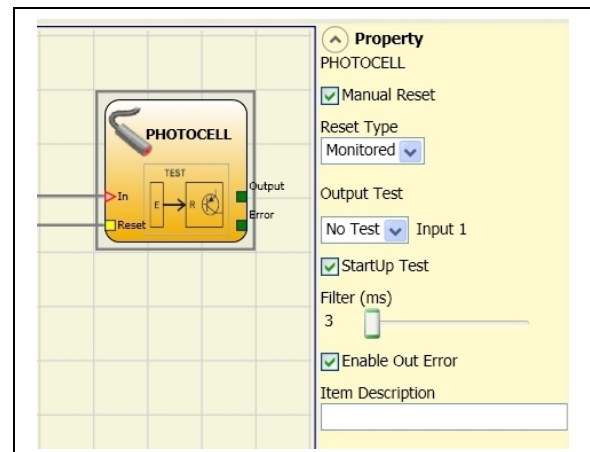 PHOTOCELL
TEST
In
E
R
Output
Error
Reset
Property
PHOTOCELL
Manual Reset
Reset Type
Monitored
Output Test
No Test Input 1
StartUp Test
Filter (ms)
3
Enable Out Error
Item Description